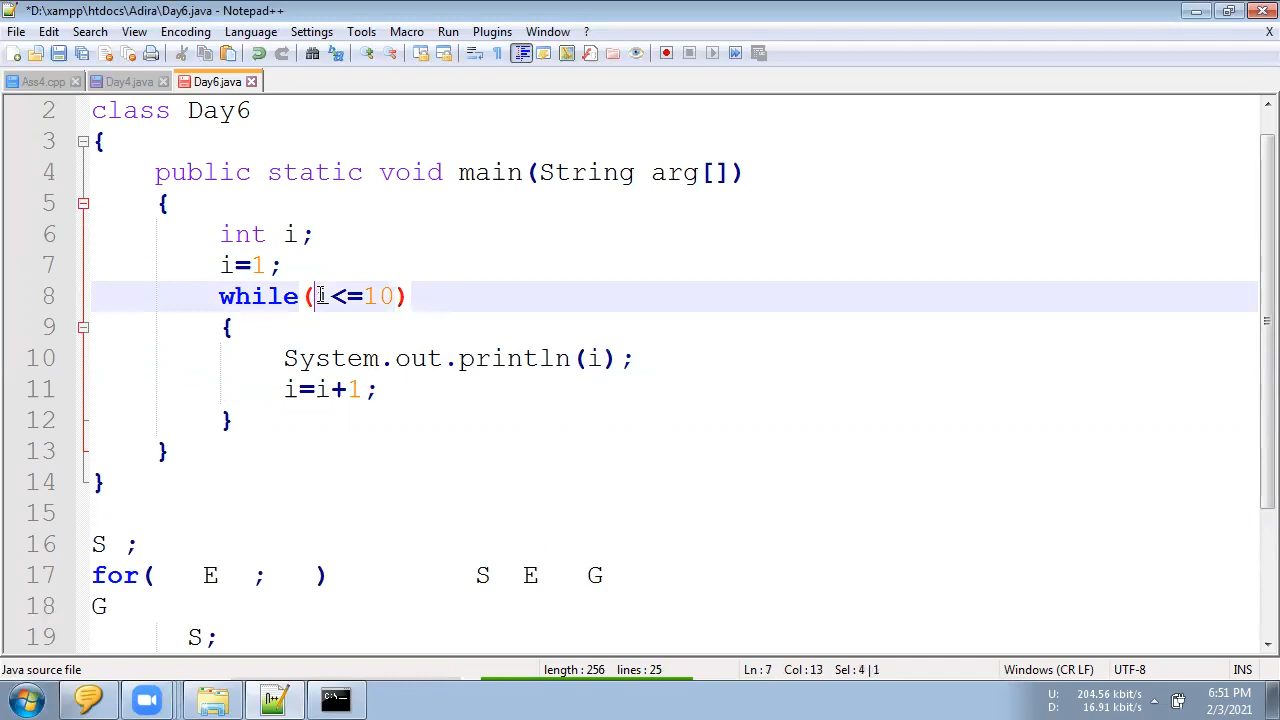 *D:\xampp\htdocs\Adira\Day6.java - Notepad++
File Edit Search View Encoding Language Settings Tools Macro Run Plugins Window ? X
Ass4.cpp Day4.java Day6.java
2 class Day6
3 {
4 public static void main(String arg[])
5 {
6 int i;
7 i=1;
8 while(i<=10)
9 {
10 System.out.println(i);
11 i=i+1;
12 }
13 }
14 }
15
16 S ;
17 for( E ; ) S E G
18 G
19 S;
Java source file length : 256 lines : 25 Ln : 7 Col : 13 Sel : 4 | 1 Windows (CR LF) UTF-8 INS
U: 204.56 kbit/s 6:51 PM
D: 16.91 kbit/s 2/3/2021